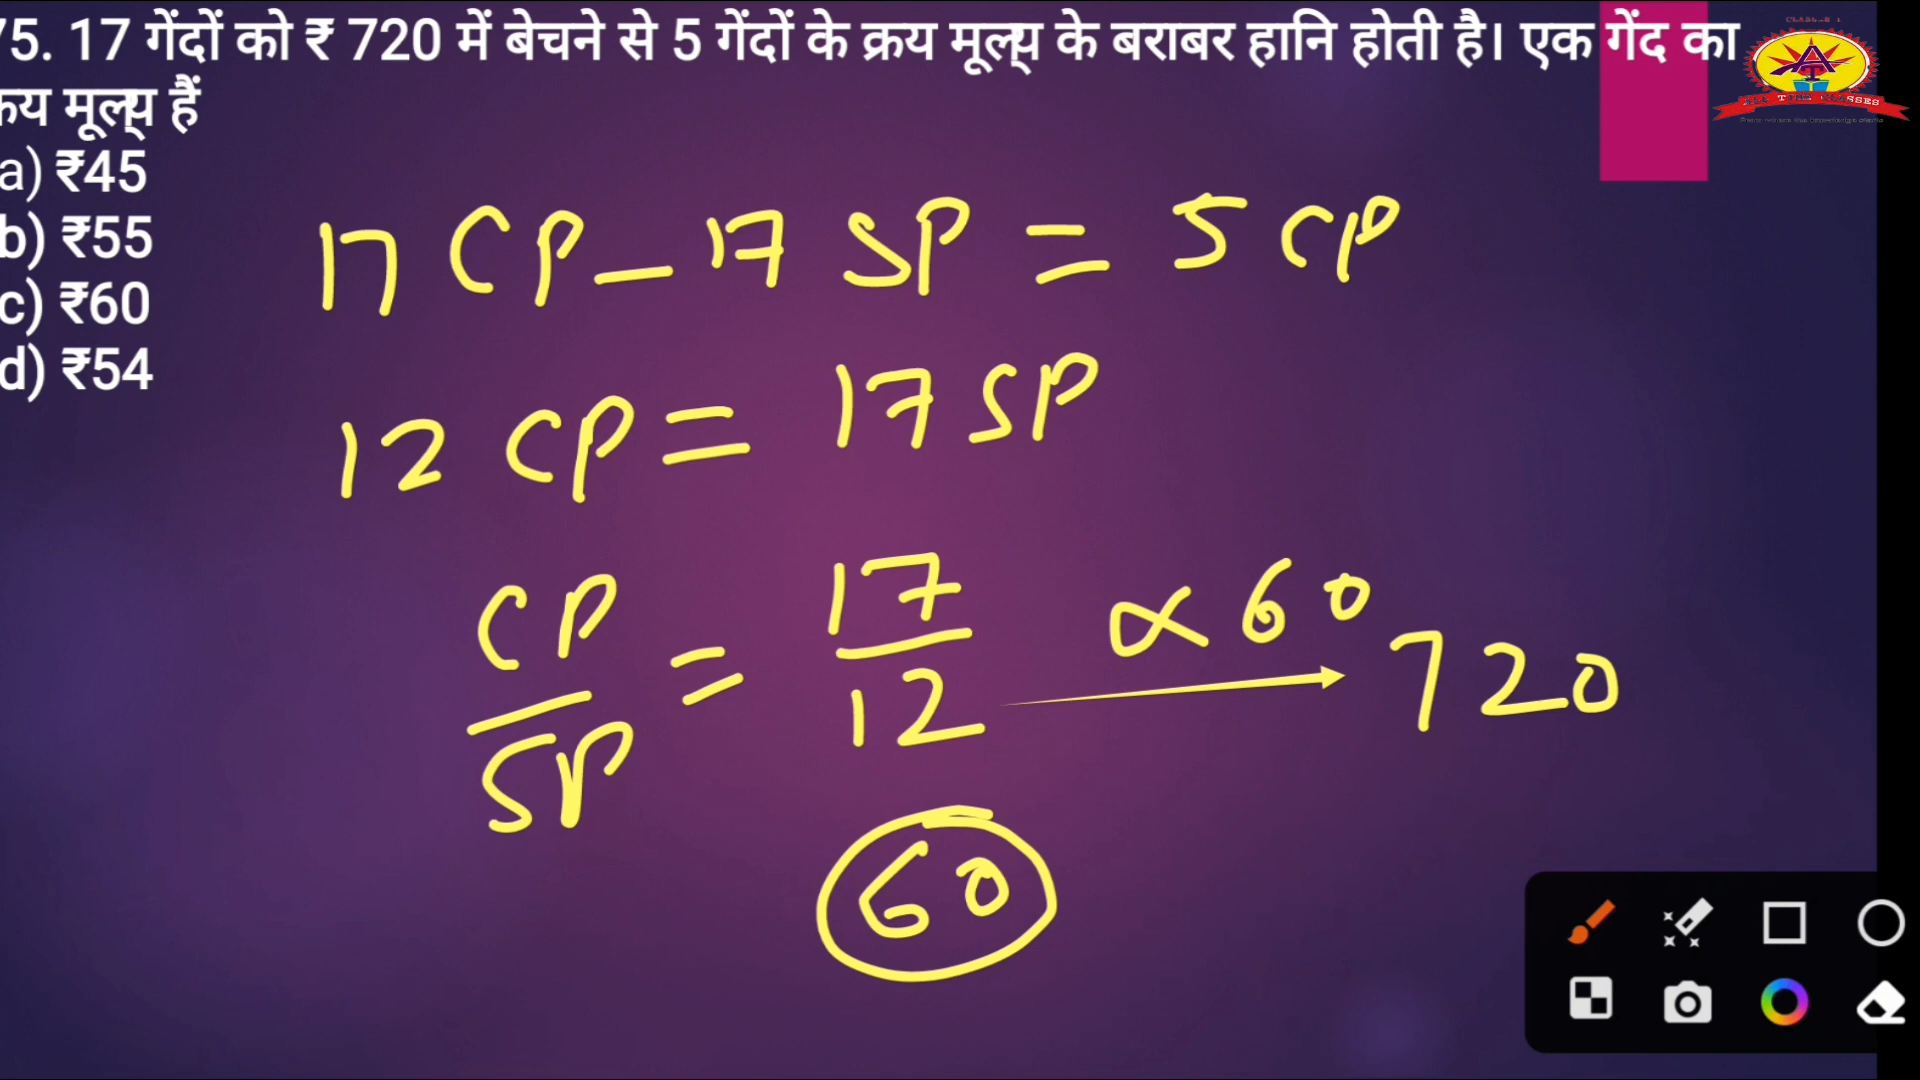 75. 17 गेंदों को ₹ 720 में बेचने से 5 गेंदों के क्रय मूल्य के बराबर हानि होती है। एक गेंद का
क्रय मूल्य हैं
a) ₹45
b) ₹55
c) ₹60
d) ₹54
17 CP - 17 SP = 5 CP
12 CP = 17 SP
CP/SP = 17/12 × 60 720
60